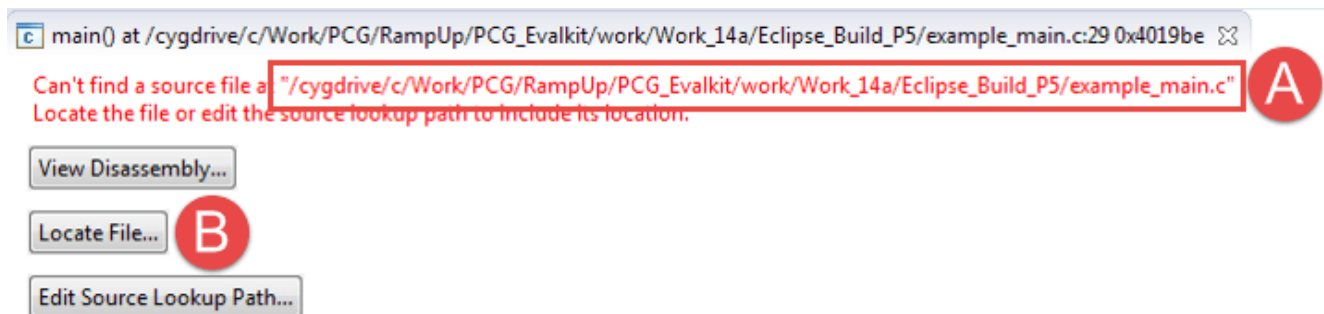 main() at /cygdrive/c/Work/PCG/RampUp/PCG_Evalkit/work/Work_14a/Eclipse_Build_P5/example_main.c:29 0x4019be
Can't find a source file at "/cygdrive/c/Work/PCG/RampUp/PCG_Evalkit/work/Work_14a/Eclipse_Build_P5/example_main.c"
A
Locate the file or edit the source lookup path to include its location.
View Disassembly...
Locate File...
B
Edit Source Lookup Path...